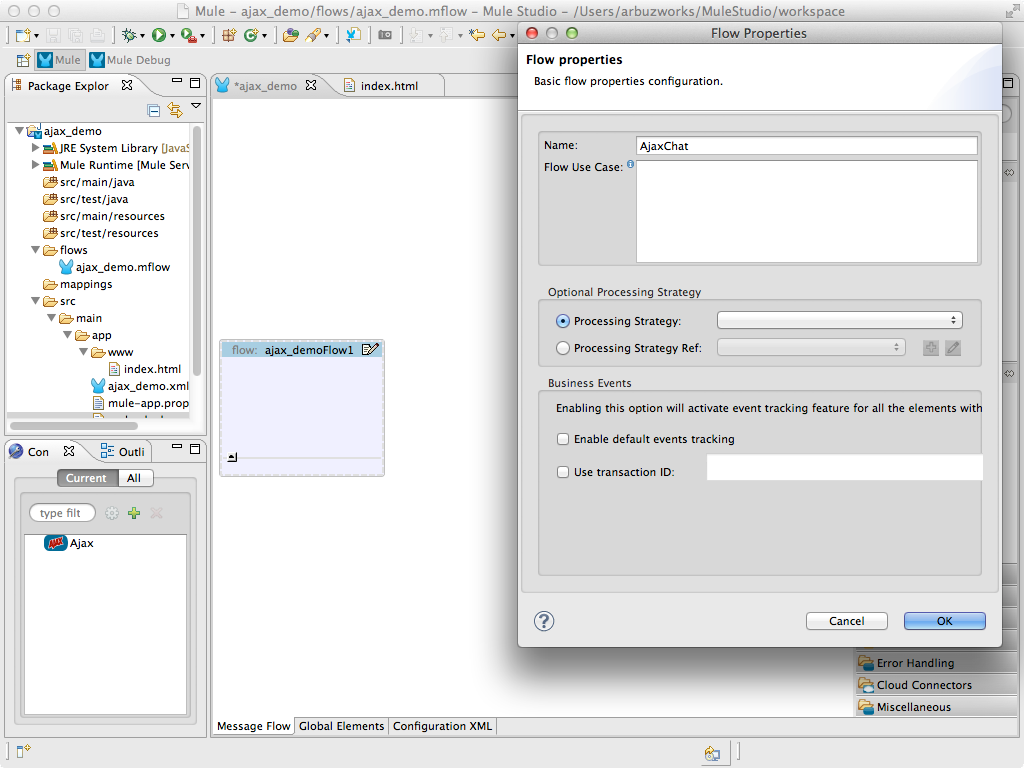 Mule – ajax_demo/flows/ajax_demo.mflow – Mule Studio – /Users/arbuzworks/MuleStudio/workspace
Mule
Mule Debug
Package Explor
ajax_demo
JRE System Library [JavaS
Mule Runtime [Mule Serv
src/main/java
src/test/java
src/main/resources
src/test/resources
flows
ajax_demo.mflow
mappings
src
main
app
www
index.html
ajax_demo.xml
mule-app.prop
Con
Outli
Current
All
type filt
Ajax
*ajax_demo
index.html
flow: ajax_demoFlow1
Message Flow
Global Elements
Configuration XML
Flow Properties
Flow properties
Basic flow properties configuration.
Name:
AjaxChat
Flow Use Case:
Optional Processing Strategy
Processing Strategy:
Processing Strategy Ref:
Business Events
Enabling this option will activate event tracking feature for all the elements with
Enable default events tracking
Use transaction ID:
?
Cancel
OK
Error Handling
Cloud Connectors
Miscellaneous